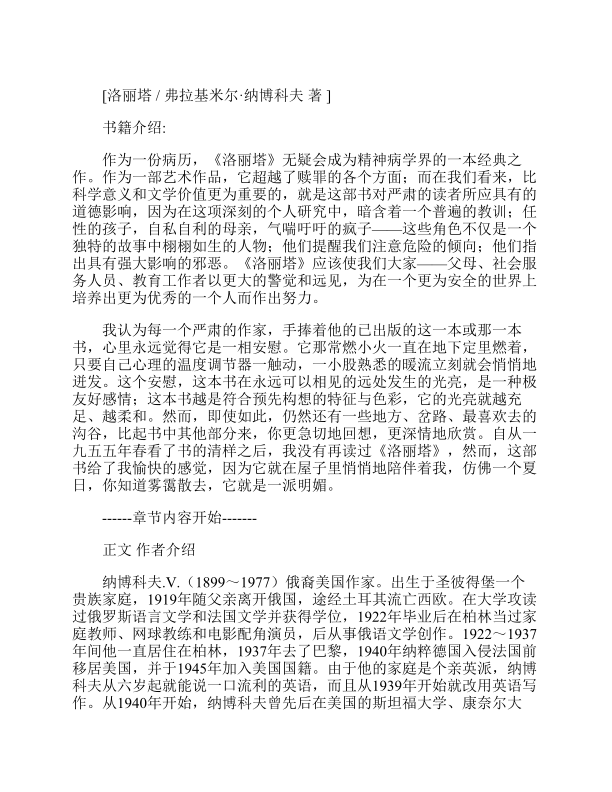 [洛丽塔 / 弗拉基米尔·纳博科夫 著 ]
书籍介绍:
作为一份病历，《洛丽塔》无疑会成为精神病学界的一本经典之
作。作为一部艺术作品，它超越了赎罪的各个方面；而在我们看来，比
科学意义和文学价值更为重要的，就是这部书对严肃的读者所应具有的
道德影响，因为在这项深刻的个人研究中，暗含着一个普遍的教训；任
性的孩子，自私自利的母亲，气喘吁吁的疯子——这些角色不仅是一个
独特的故事中栩栩如生的人物；他们提醒我们注意危险的倾向；他们指
出具有强大影响的邪恶。《洛丽塔》应该使我们大家——父母、社会服
务人员、教育工作者以更大的警觉和远见，为在一个更为安全的世界上
培养出更为优秀的一个人而作出努力。
我认为每一个严肃的作家，手捧着他的已出版的这一本或那一本
书，心里永远觉得它是一相安慰。它那常燃小火一直在地下定里燃着，
只要自己心理的温度调节器一触动，一小股熟悉的暖流立刻就会悄悄地
迸发。这个安慰，这本书在永远可以相见的远处发生的光亮，是一种极
友好感情；这本书越是符合预先构想的特征与色彩，它的光亮就越充
足、越柔和。然而，即使如此，仍然还有一些地方、岔路、最喜欢去的
沟谷，比起书中其他部分来，你更急切地回想，更深情地欣赏。自从一
九五五年春看了书的清样之后，我没有再读过《洛丽塔》，然而，这部
书给了我愉快的感觉，因为它就在屋子里悄悄地陪伴着我，仿佛一个夏
日，你知道雾霭散去，它就是一派明媚。
------章节内容开始-------
正文 作者介绍
纳博科夫.V.（1899～1977）俄裔美国作家。出生于圣彼得堡一个
贵族家庭，1919年随父亲离开俄国，途经土耳其流亡西欧。在大学攻读
过俄罗斯语言文学和法国文学并获得学位，1922年毕业后在柏林当过家
庭教师、网球教练和电影配角演员，后从事俄语文学创作。1922～1937
年间他一直居住在柏林，1937年去了巴黎，1940年纳粹德国入侵法国前
移居美国，并于1945年加入美国国籍。由于他的家庭是个亲英派，纳博
科夫从六岁起就能说一口流利的英语，而且从1939年开始就改用英语写
作。从1940年开始，纳博科夫曾先后在美国的斯坦福大学、康奈尔大